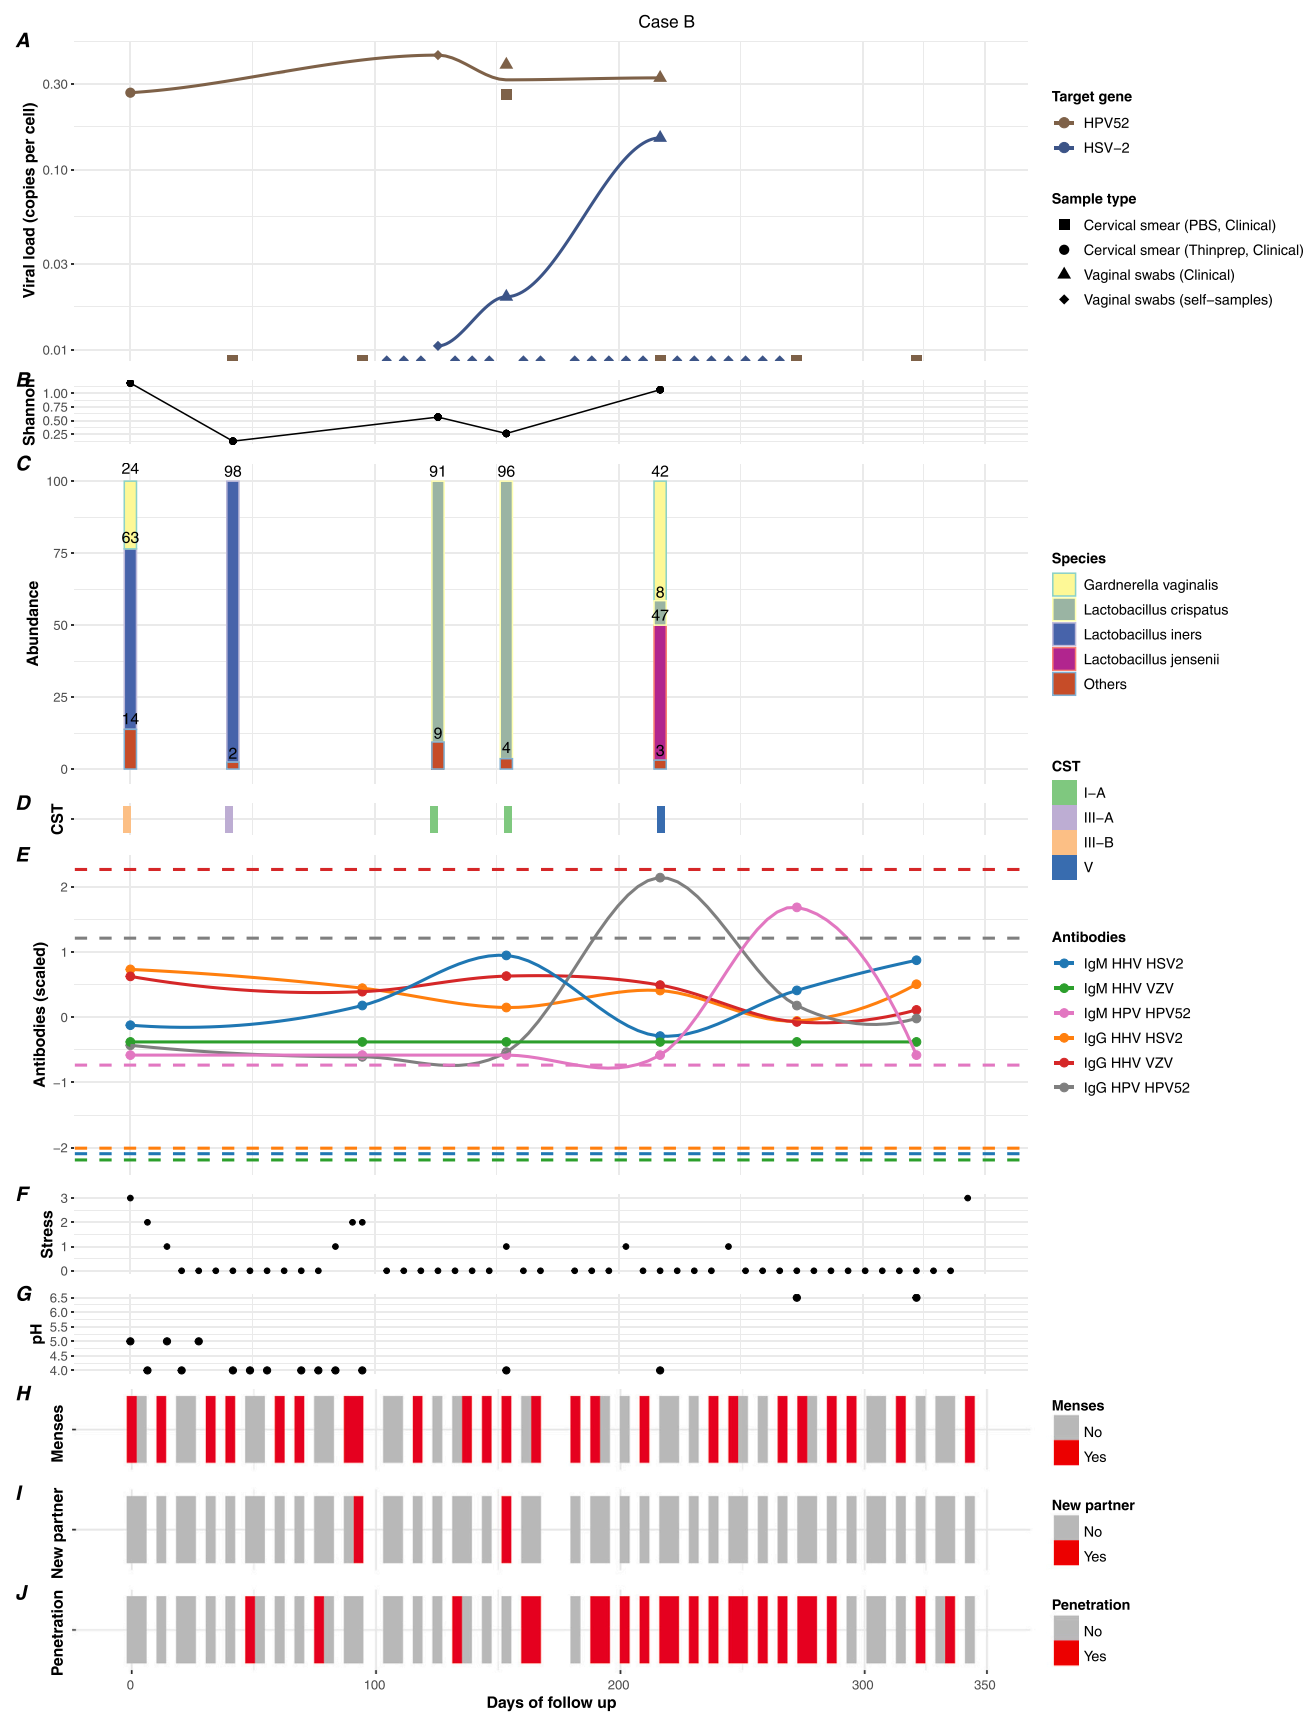 Case B
A
Viral load (copies per cell)
0.30
0.10
0.03
0.01
Target gene
HPV52
HSV−2
Sample type
Cervical smear (PBS, Clinical)
Cervical smear (Thinprep, Clinical)
Vaginal swabs (Clinical)
Vaginal swabs (self−samples)
B
Shannon
1.00
0.75
0.50
0.25
C
Abundance
100
75
50
25
0
24
98
91
96
42
63
8
47
14
2
9
4
3
Species
Gardnerella vaginalis
Lactobacillus crispatus
Lactobacillus iners
Lactobacillus jensenii
Others
D
CST
CST
I−A
III−A
III−B
V
E
Antibodies (scaled)
2
1
0
−1
−2
Antibodies
IgM HHV HSV2
IgM HHV VZV
IgM HPV HPV52
IgG HHV HSV2
IgG HHV VZV
IgG HPV HPV52
F
Stress
3
2
1
0
G
pH
6.5
6.0
5.5
5.0
4.5
4.0
H
Menses
Menses
No
Yes
I
New partner
New partner
No
Yes
J
Penetration
Penetration
No
Yes
0
100
200
300
350
Days of follow up